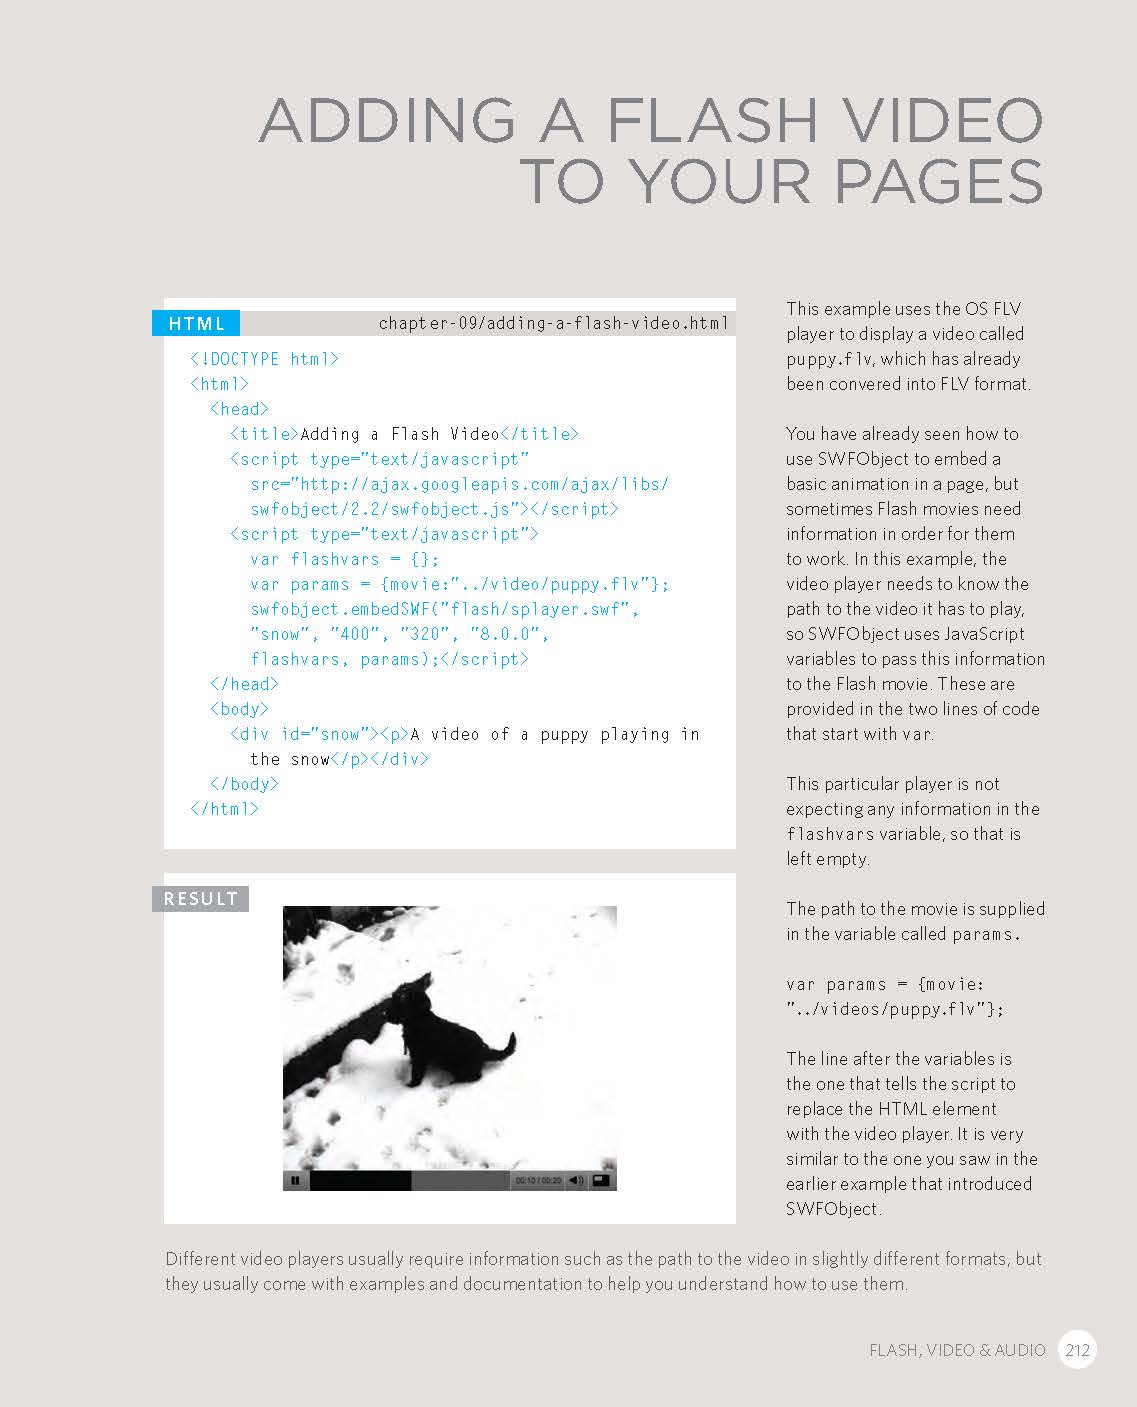 ADDING A FLASH VIDEO
TO YOUR PAGES
HTML
chapter-09/adding-a-flash-video.html
<!DOCTYPE html>
<html>
<head>
<title>Adding a Flash Video</title>
<script type="text/javascript"
src="http://ajax.googleapis.com/ajax/libs/
swfobject/2.2/swfobject.js"></script>
<script type="text/javascript">
var flashvars = {};
var params = {movie:"../video/puppy.flv"};
swfobject.embedSWF("flash/splayer.swf",
"snow", "400", "320", "8.0.0",
flashvars, params);</script>
</head>
<body>
<div id="snow"><p>A video of a puppy playing in
the snow</p></div>
</body>
</html>
RESULT
00:10 / 00:20
This example uses the OS FLV
player to display a video called
puppy.flv, which has already
been convered into FLV format.
You have already seen how to
use SWFObject to embed a
basic animation in a page, but
sometimes Flash movies need
information in order for them
to work. In this example, the
video player needs to know the
path to the video it has to play,
so SWFObject uses JavaScript
variables to pass this information
to the Flash movie. These are
provided in the two lines of code
that start with var.
This particular player is not
expecting any information in the
flashvars variable, so that is
left empty.
The path to the movie is supplied
in the variable called params.
var params = {movie:
"../videos/puppy.flv"};
The line after the variables is
the one that tells the script to
replace the HTML element
with the video player. It is very
similar to the one you saw in the
earlier example that introduced
SWFObject.
Different video players usually require information such as the path to the video in slightly different formats, but
they usually come with examples and documentation to help you understand how to use them.
FLASH, VIDEO & AUDIO 212